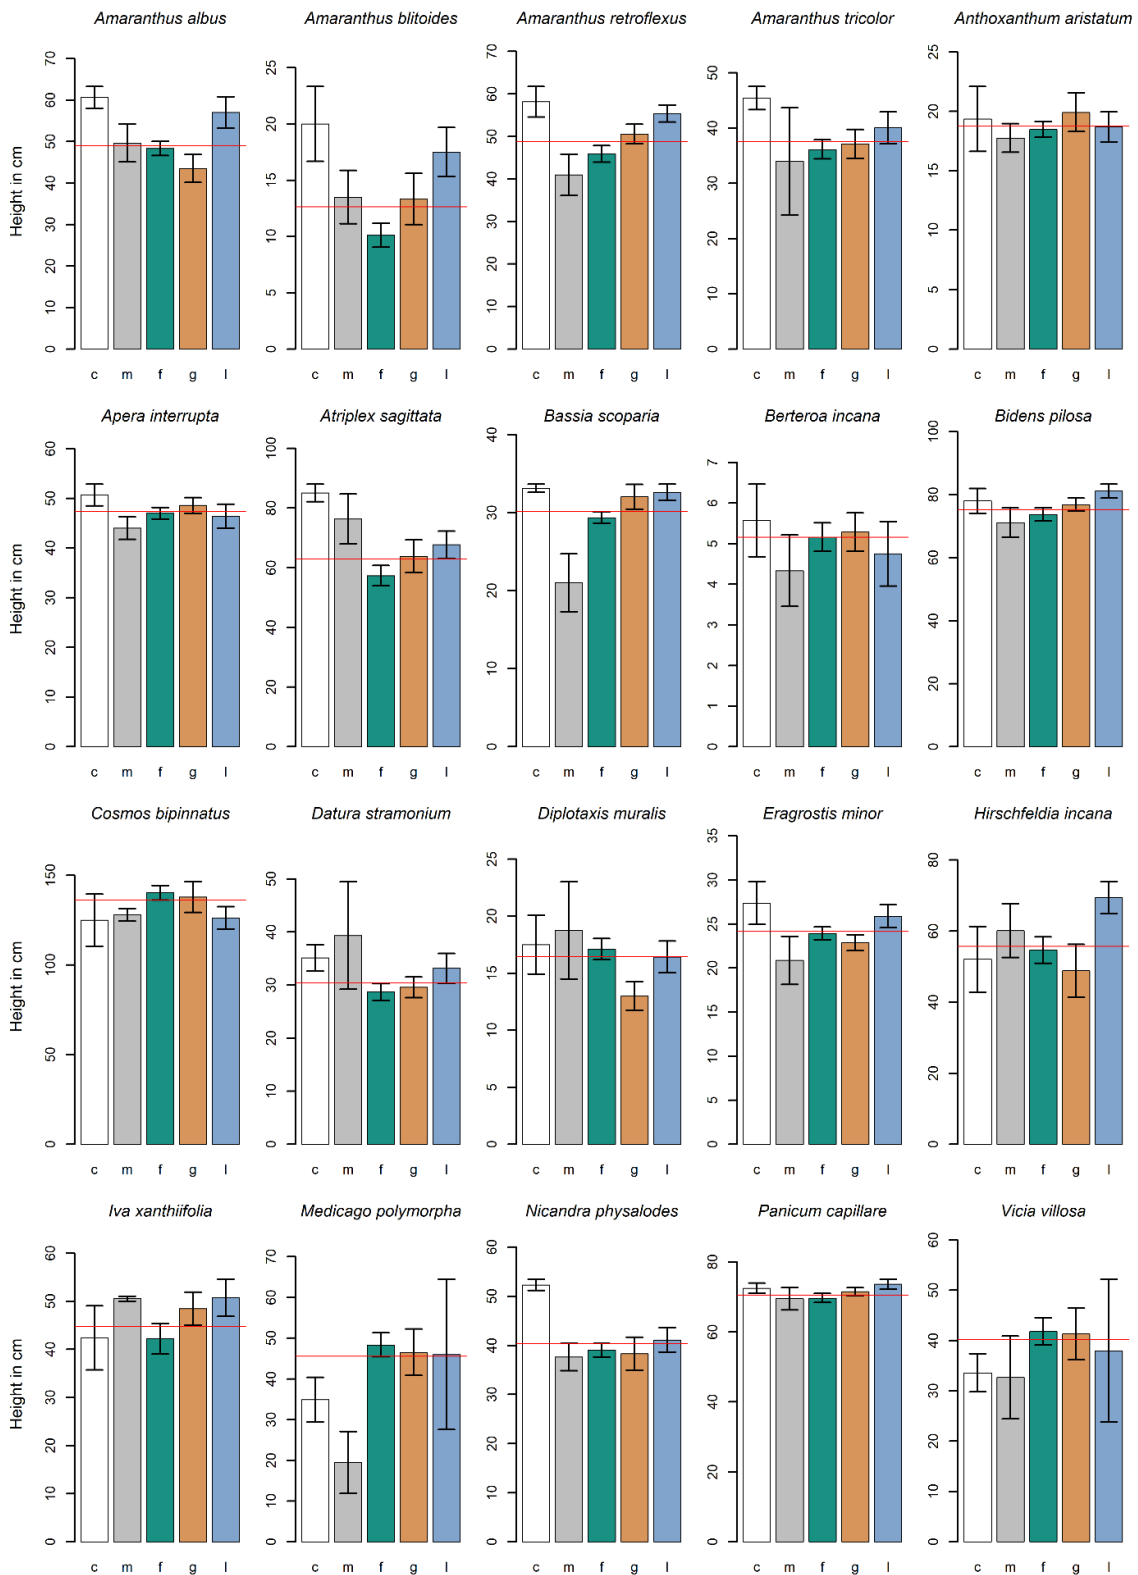 Amaranthus albus Amaranthus blitoides Amaranthus retroflexus Amaranthus tricolor Anthoxanthum aristatum
Height in cm
0 10 20 30 40 50 60 70
0 5 10 15 20 25
0 10 20 30 40 50 60 70
0 10 20 30 40 50
0 5 10 15 20 25
c m f g l c m f g l c m f g l c m f g l c m f g l
Apera interrupta Atriplex sagittata Bassia scoparia Berteroa incana Bidens pilosa
Height in cm
0 10 20 30 40 50 60
0 20 40 60 80 100
0 10 20 30 40
0 1 2 3 4 5 6 7
0 20 40 60 80 100
c m f g l c m f g l c m f g l c m f g l c m f g l
Cosmos bipinnatus Datura stramonium Diplotaxis muralis Eragrostis minor Hirschfeldia incana
Height in cm
0 50 100 150
0 10 20 30 40 50
0 5 10 15 20 25
0 5 10 15 20 25 30 35
0 20 40 60 80
c m f g l c m f g l c m f g l c m f g l c m f g l
Iva xanthiifolia Medicago polymorpha Nicandra physalodes Panicum capillare Vicia villosa
Height in cm
0 10 20 30 40 50 60
0 10 20 30 40 50 60 70
0 10 20 30 40 50 60
0 20 40 60 80
0 10 20 30 40 50 60
c m f g l c m f g l c m f g l c m f g l c m f g l